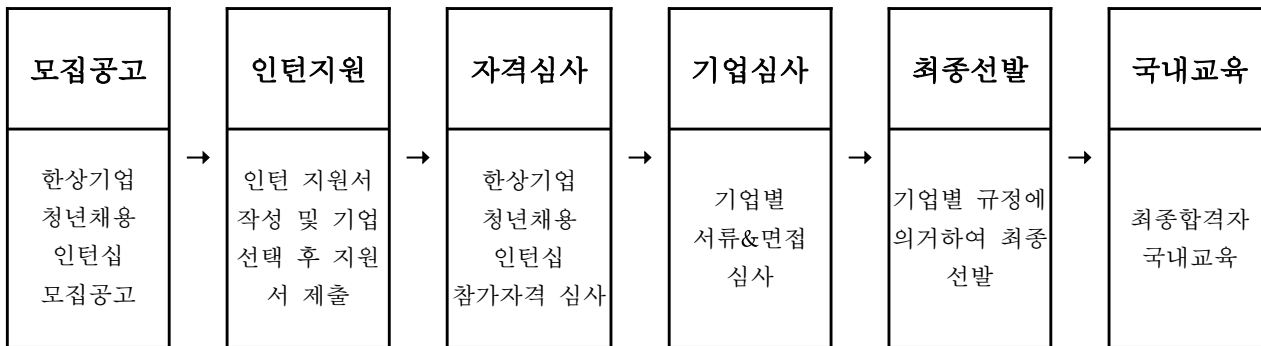 모집공고
한상기업
청년채용
인턴십
모집공고
→
인턴지원
인턴 지원서
작성 및 기업
선택 후 지원
서 제출
→
자격심사
한상기업
청년채용
인턴십
참가자격 심사
→
기업심사
기업별
서류&면접
심사
→
최종선발
기업별 규정에
의거하여 최종
선발
→
국내교육
최종합격자
국내교육